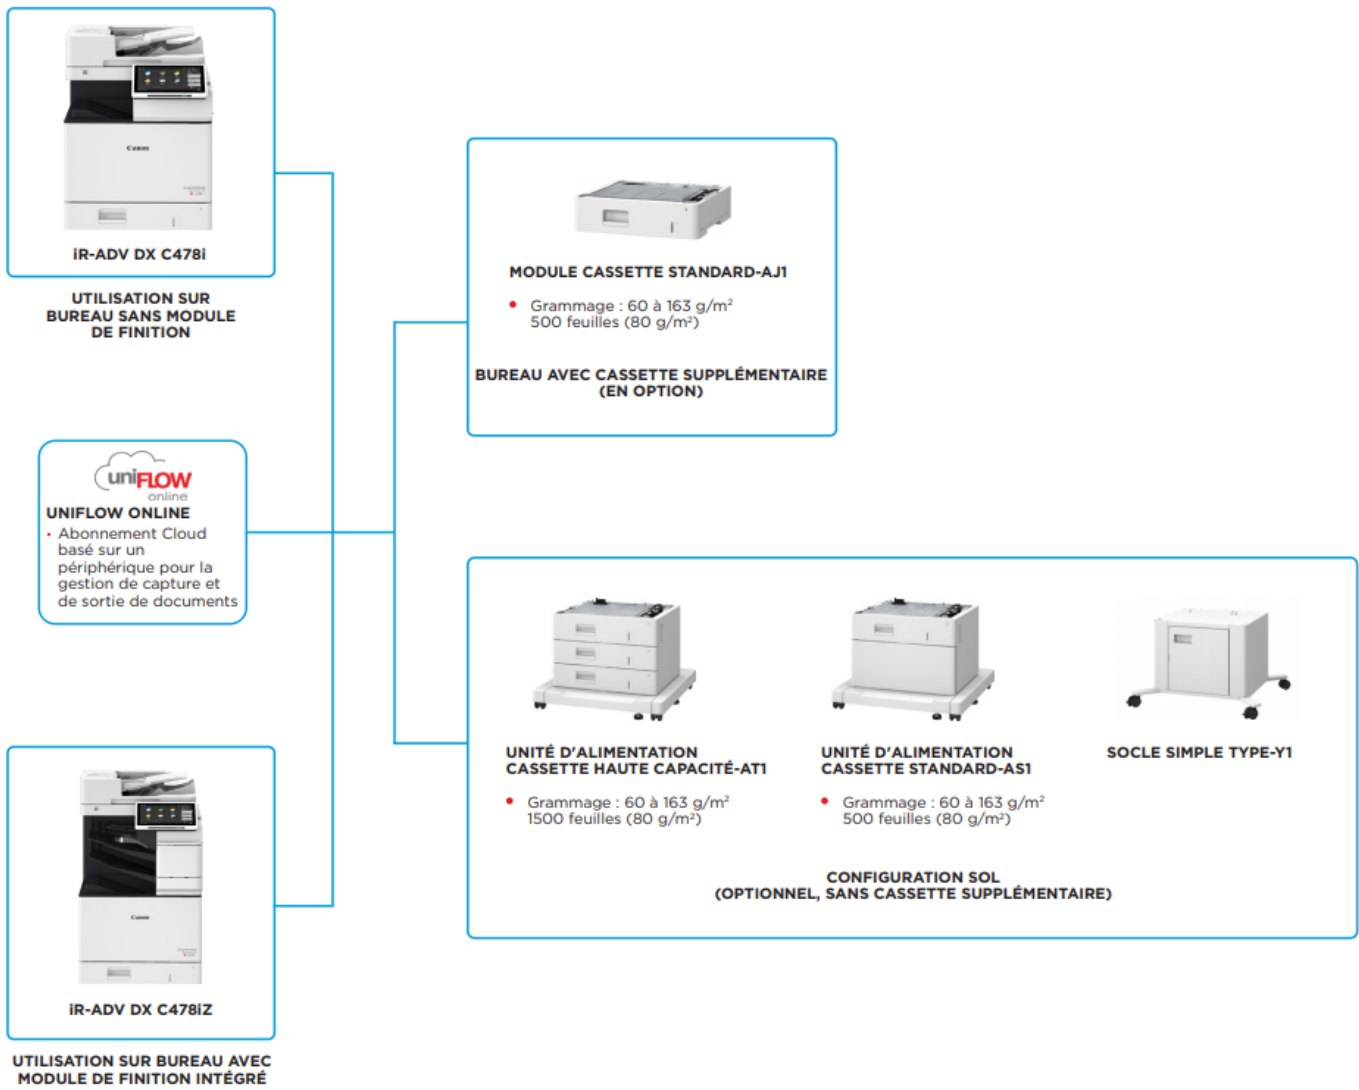 Canon
iR-ADV DX C478i
UTILISATION SUR
BUREAU SANS MODULE
DE FINITION
uniFLOW
online
UNIFLOW ONLINE
• Abonnement Cloud
basé sur un
périphérique pour la
gestion de capture et
de sortie de documents
Canon
iR-ADV DX C478iZ
UTILISATION SUR BUREAU AVEC
MODULE DE FINITION INTÉGRÉ
MODULE CASSETTE STANDARD-AJ1
• Grammage : 60 à 163 g/m²
500 feuilles (80 g/m²)
BUREAU AVEC CASSETTE SUPPLÉMENTAIRE
(EN OPTION)
UNITÉ D'ALIMENTATION
CASSETTE HAUTE CAPACITÉ-AT1
• Grammage : 60 à 163 g/m²
1500 feuilles (80 g/m²)
UNITÉ D'ALIMENTATION
CASSETTE STANDARD-AS1
• Grammage : 60 à 163 g/m²
500 feuilles (80 g/m²)
SOCLE SIMPLE TYPE-Y1
CONFIGURATION SOL
(OPTIONNEL, SANS CASSETTE SUPPLÉMENTAIRE)